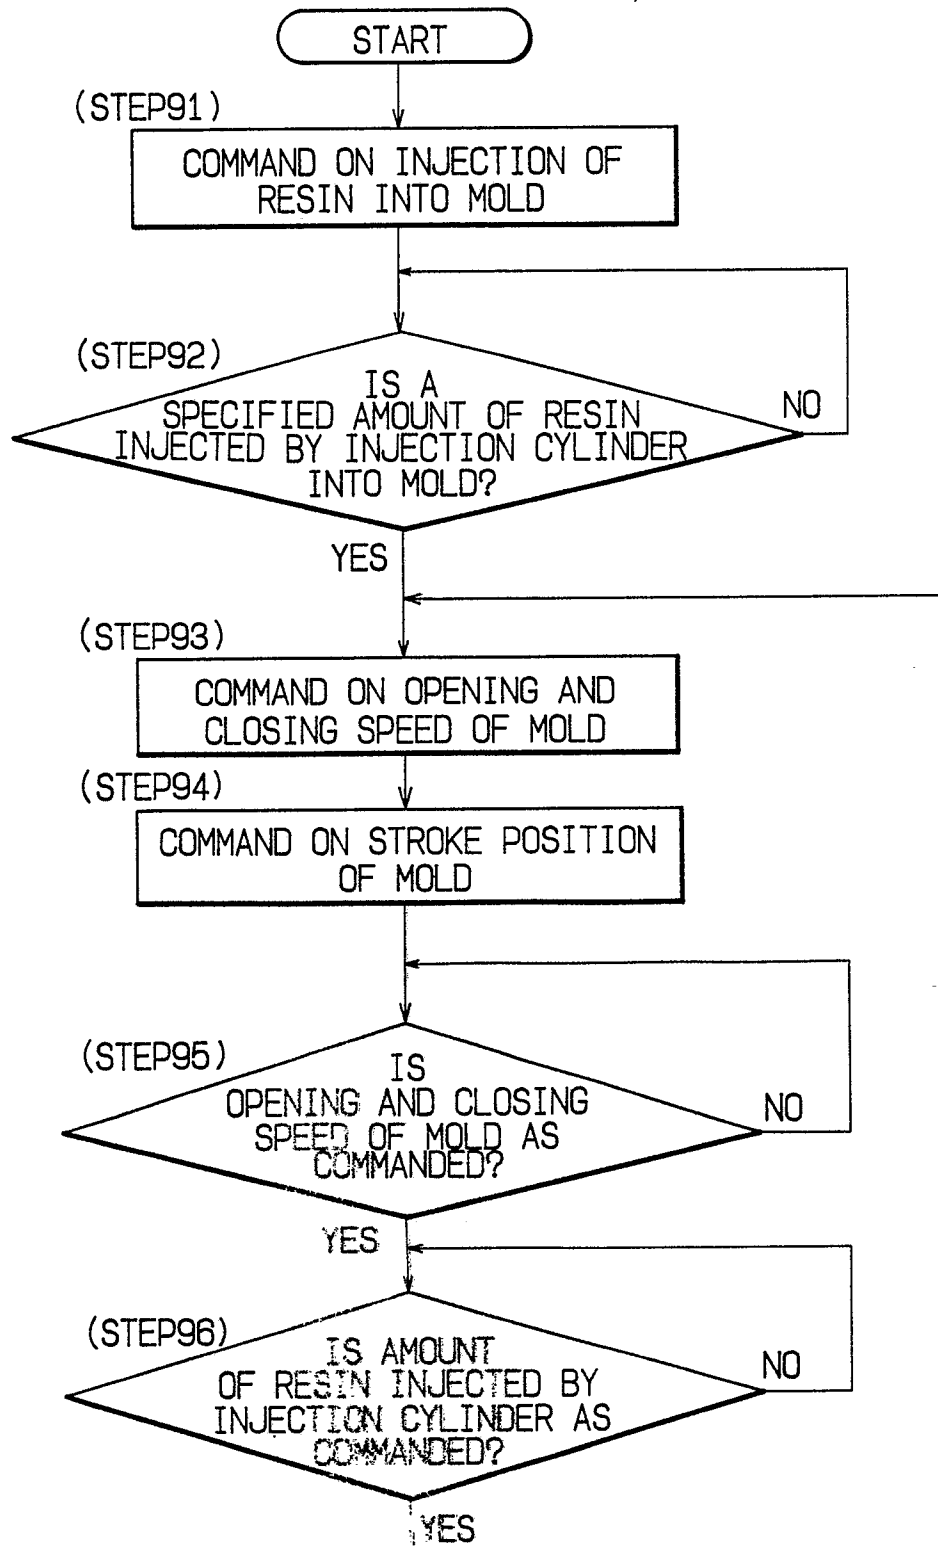 START
(STEP91)
COMMAND ON INJECTION OF
RESIN INTO MOLD
(STEP92)
IS A
SPECIFIED AMOUNT OF RESIN
INJECTED BY INJECTION CYLINDER
INTO MOLD?
NO
YES
(STEP93)
COMMAND ON OPENING AND
CLOSING SPEED OF MOLD
(STEP94)
COMMAND ON STROKE POSITION
OF MOLD
(STEP95)
IS
OPENING AND CLOSING
SPEED OF MOLD AS
COMMANDED?
NO
YES
(STEP96)
IS AMOUNT
OF RESIN INJECTED BY
INJECTION CYLINDER AS
COMMANDED?
NO
YES